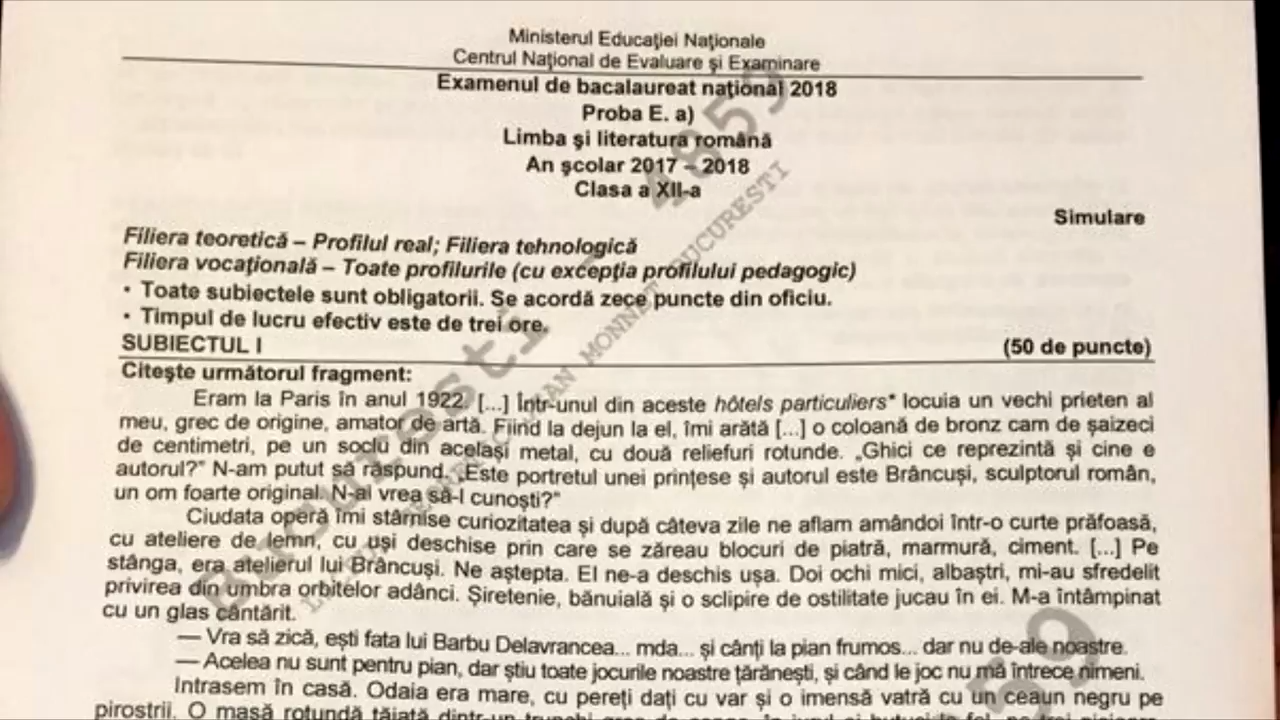 Ministerul Educaţiei Naţionale
Centrul Naţional de Evaluare şi Examinare
Examenul de bacalaureat naţional 2018
Proba E. a)
Limba şi literatura română
An şcolar 2017 – 2018
Clasa a XII-a
Simulare
Filiera teoretică – Profilul real; Filiera tehnologică
Filiera vocaţională – Toate profilurile (cu excepţia profilului pedagogic)
• Toate subiectele sunt obligatorii. Se acordă zece puncte din oficiu.
• Timpul de lucru efectiv este de trei ore.
SUBIECTUL I (50 de puncte)
Citeşte următorul fragment:
Eram la Paris în anul 1922. [...] Într-unul din aceste hôtels particuliers* locuia un vechi prieten al
meu, grec de origine, amator de artă. Fiind la dejun la el, îmi arătă [...] o coloană de bronz cam de şaizeci
de centimetri, pe un soclu din acelaşi metal, cu două reliefuri rotunde. „Ghici ce reprezintă şi cine e
autorul?” N-am putut să răspund. „Este portretul unei prinţese şi autorul este Brâncuşi, sculptorul român,
un om foarte original. N-ai vrea să-l cunoşti?”
Ciudata operă îmi stârnise curiozitatea şi după câteva zile ne aflam amândoi într-o curte prăfoasă,
cu ateliere de lemn, cu uşi deschise prin care se zăreau blocuri de piatră, marmură, ciment. [...] Pe
stânga, era atelierul lui Brâncuşi. Ne aştepta. El ne-a deschis uşa. Doi ochi mici, albaştri, mi-au sfredelit
privirea din umbra orbitelor adânci. Şiretenie, bănuială şi o sclipire de ostilitate jucau în ei. M-a întâmpinat
cu un glas cântărit.
— Vra să zică, eşti fata lui Barbu Delavrancea... mda... şi cânţi la pian frumos... dar nu de-ale noastre.
— Acelea nu sunt pentru pian, dar ştiu toate jocurile noastre ţărăneşti, şi când le joc nu mă întrece nimeni.
Intrasem în casă. Odaia era mare, cu pereţi daţi cu var şi o imensă vatră cu un ceaun negru pe
pirostrii. O masă rotundă tăiată dintr-un trunchi gros de
Bucuresti
4859
JEAN MONNET BUCURESTI
59